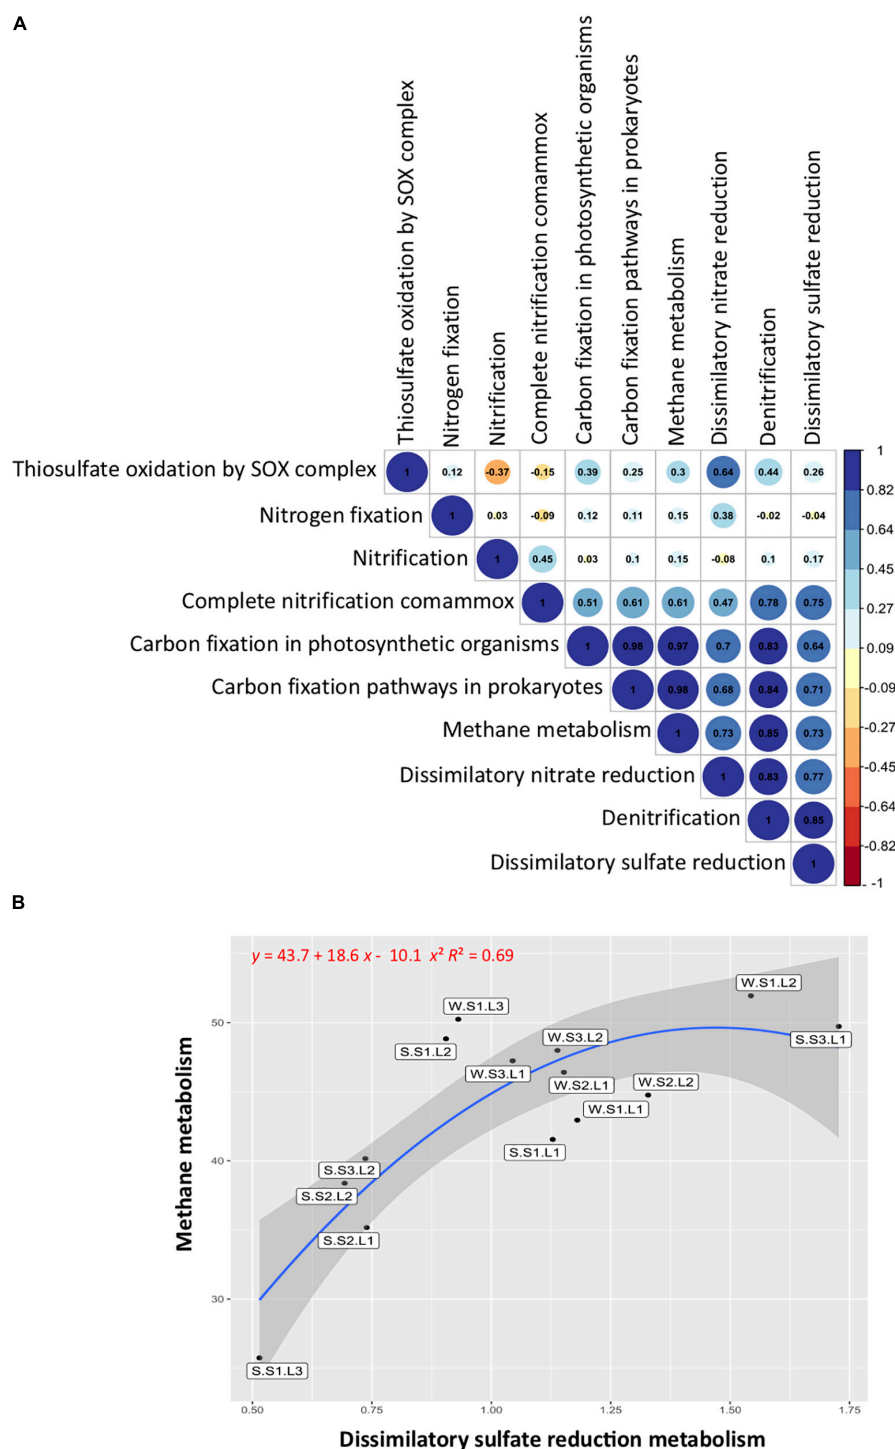 A
Thiosulfate oxidation by SOX complex
Nitrogen fixation
Nitrification
Complete nitrification comammox
Carbon fixation in photosynthetic organisms
Carbon fixation pathways in prokaryotes
Methane metabolism
Dissimilatory nitrate reduction
Denitrification
Dissimilatory sulfate reduction
Thiosulfate oxidation by SOX complex 1 0.12 -0.37 -0.15 0.39 0.25 0.3 0.64 0.44 0.26
Nitrogen fixation 1 0.03 -0.09 0.12 0.11 0.15 0.38 -0.02 -0.04
Nitrification 1 0.45 0.03 0.1 0.15 -0.08 0.1 0.17
Complete nitrification comammox 1 0.51 0.61 0.61 0.47 0.78 0.75
Carbon fixation in photosynthetic organisms 1 0.98 0.97 0.7 0.83 0.64
Carbon fixation pathways in prokaryotes 1 0.98 0.68 0.84 0.71
Methane metabolism 1 0.73 0.85 0.73
Dissimilatory nitrate reduction 1 0.83 0.77
Denitrification 1 0.85
Dissimilatory sulfate reduction 1
1
0.82
0.64
0.45
0.27
0.09
-0.09
-0.27
-0.45
-0.64
-0.82
-1
B
y = 43.7 + 18.6 x - 10.1 x² R² = 0.69
W.S1.L2
W.S1.L3
S.S1.L2
W.S3.L2
S.S3.L1
W.S3.L1
W.S2.L1
W.S2.L2
W.S1.L1
S.S1.L1
S.S3.L2
S.S2.L2
S.S2.L1
S.S1.L3
50
40
30
Methane metabolism
0.50 0.75 1.00 1.25 1.50 1.75
Dissimilatory sulfate reduction metabolism